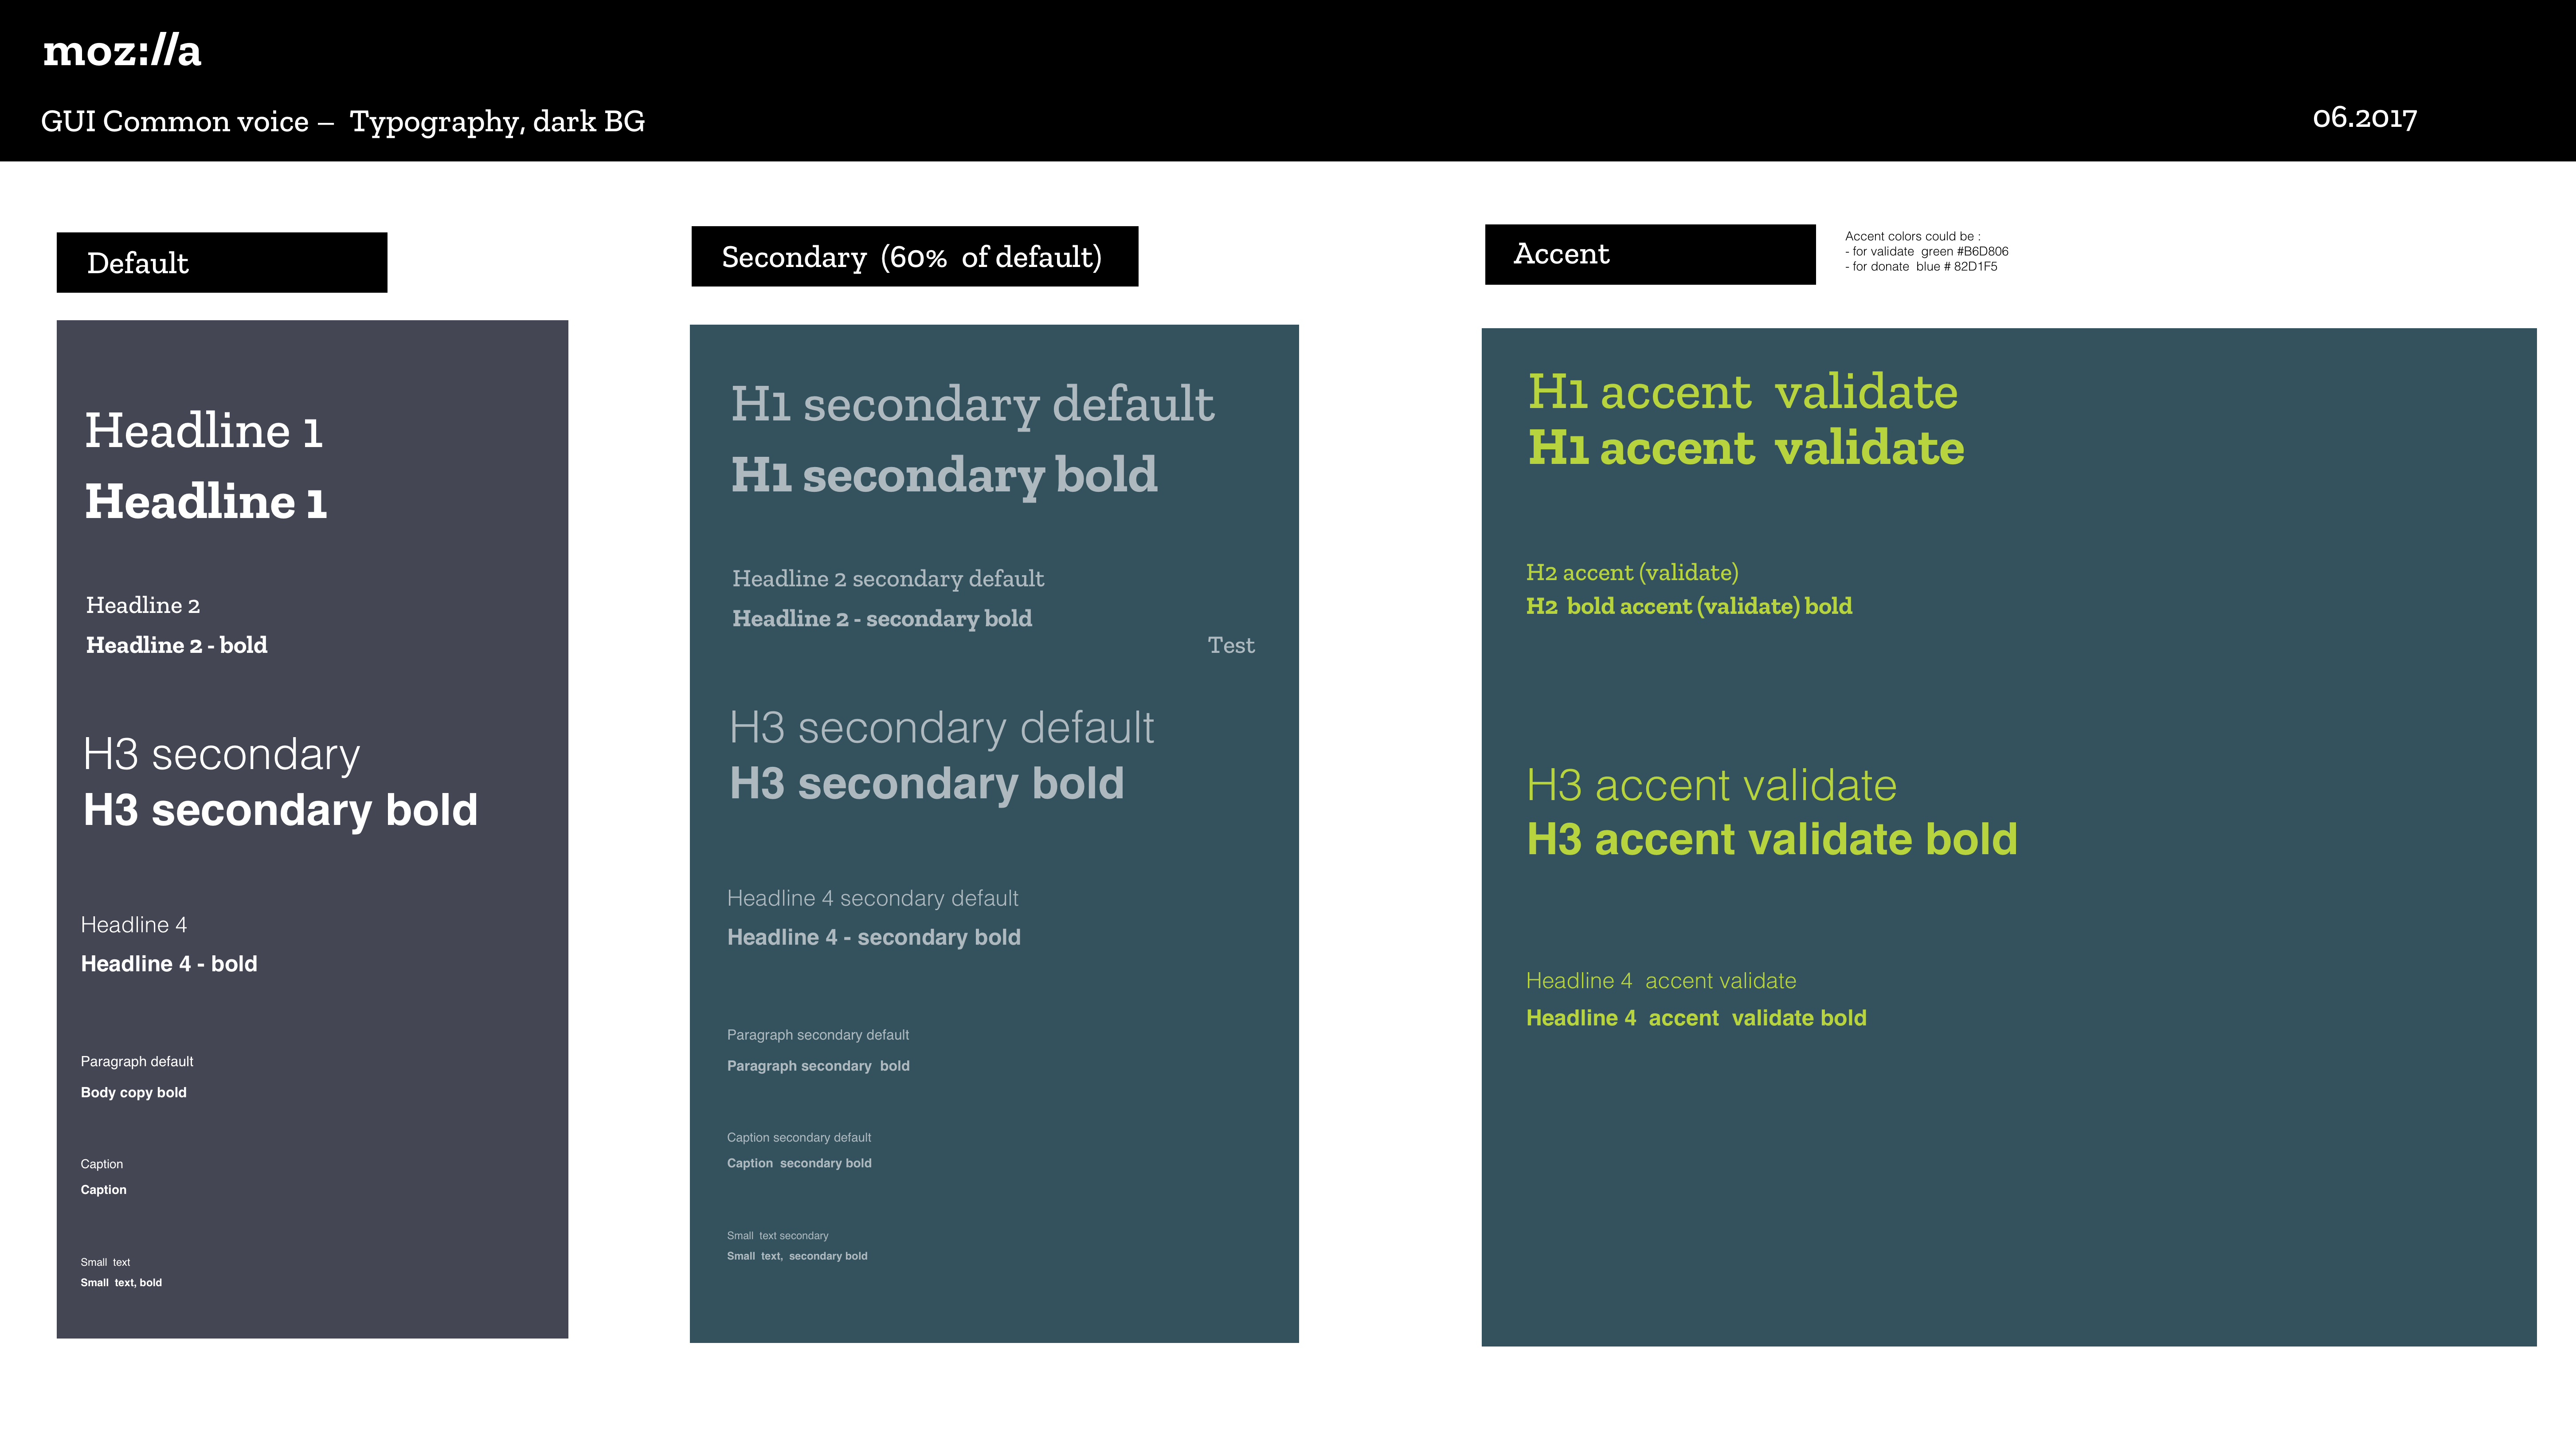 moz://a
GUI Common voice – Typography, dark BG
06.2017
Default
Headline 1
Headline 1
Headline 2
Headline 2 - bold
H3 secondary
H3 secondary bold
Headline 4
Headline 4 - bold
Paragraph default
Body copy bold
Caption
Caption
Small text
Small text, bold
Secondary (60% of default)
H1 secondary default
H1 secondary bold
Headline 2 secondary default
Headline 2 - secondary bold
Test
H3 secondary default
H3 secondary bold
Headline 4 secondary default
Headline 4 - secondary bold
Paragraph secondary default
Paragraph secondary bold
Caption secondary default
Caption secondary bold
Small text secondary
Small text, secondary bold
Accent
Accent colors could be :
- for validate green #B6D806
- for donate blue # 82D1F5
H1 accent validate
H1 accent validate
H2 accent (validate)
H2 bold accent (validate) bold
H3 accent validate
H3 accent validate bold
Headline 4 accent validate
Headline 4 accent validate bold